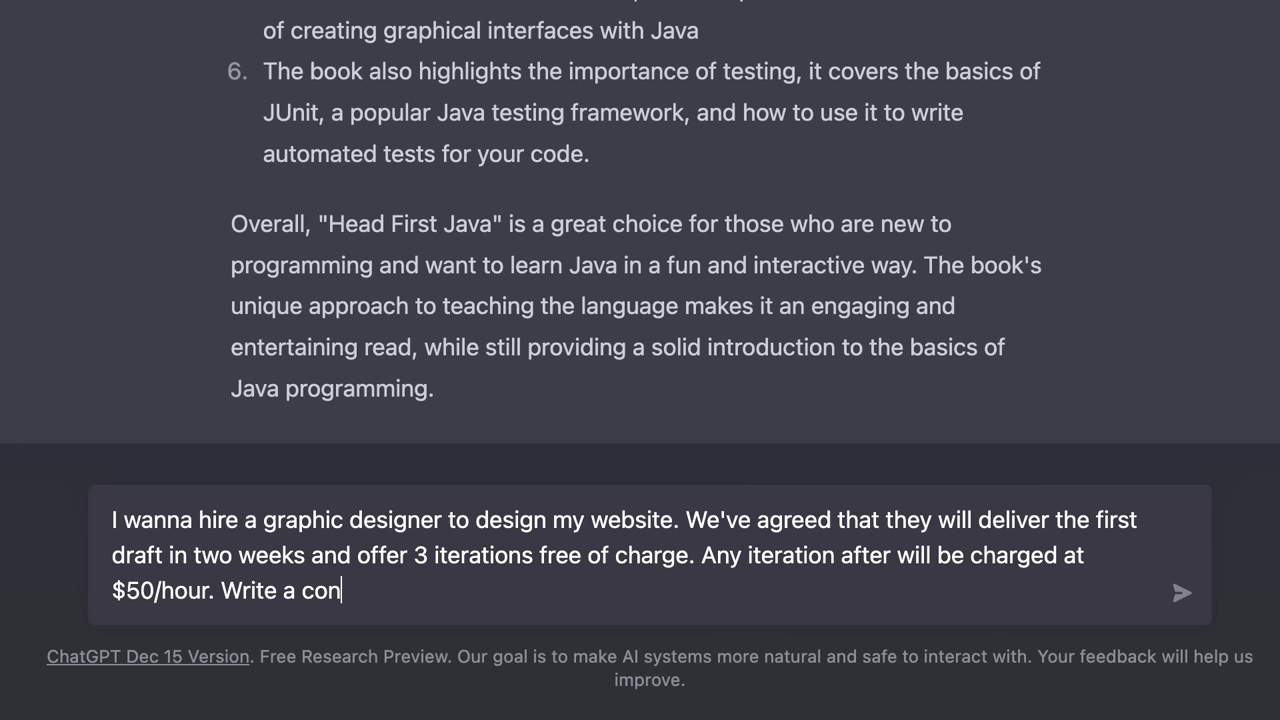 of creating graphical interfaces with Java
6. The book also highlights the importance of testing, it covers the basics of
JUnit, a popular Java testing framework, and how to use it to write
automated tests for your code.
Overall, "Head First Java" is a great choice for those who are new to
programming and want to learn Java in a fun and interactive way. The book's
unique approach to teaching the language makes it an engaging and
entertaining read, while still providing a solid introduction to the basics of
Java programming.
I wanna hire a graphic designer to design my website. We've agreed that they will deliver the first
draft in two weeks and offer 3 iterations free of charge. Any iteration after will be charged at
$50/hour. Write a con
ChatGPT Dec 15 Version. Free Research Preview. Our goal is to make AI systems more natural and safe to interact with. Your feedback will help us
improve.